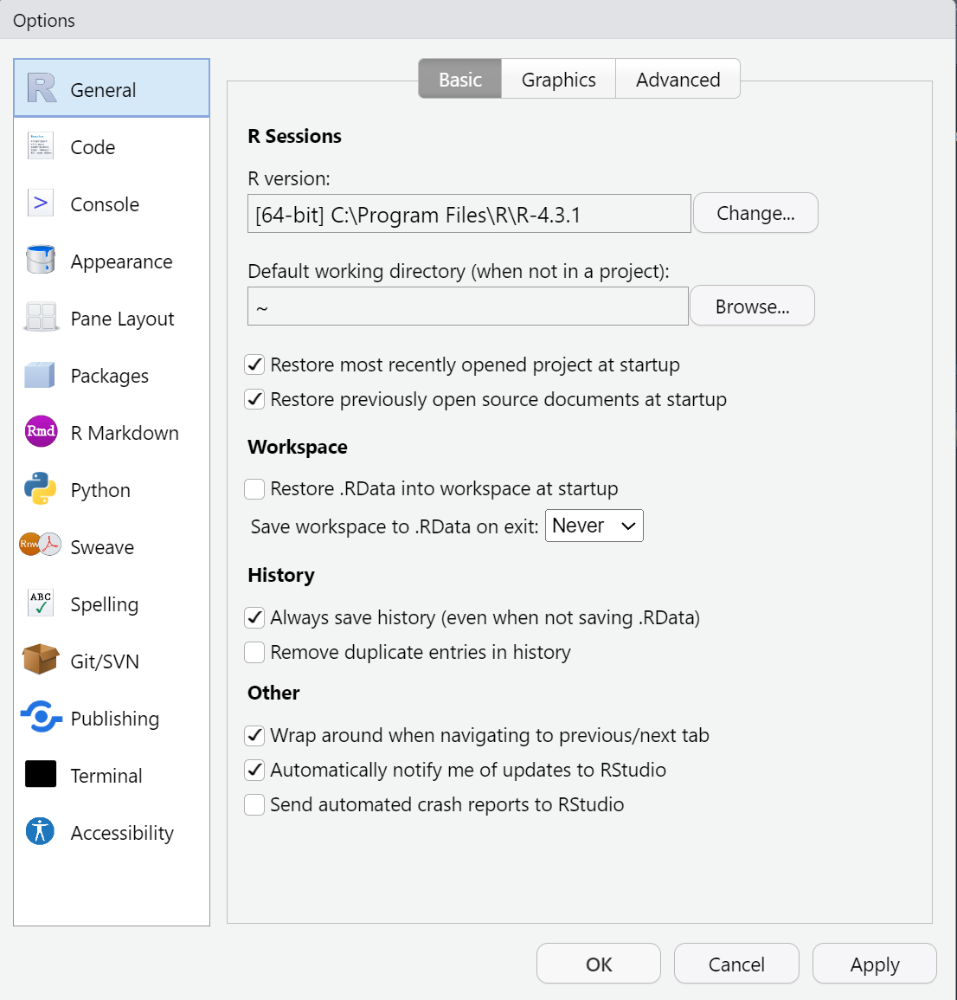 Options
General
Code
Console
Appearance
Pane Layout
Packages
Rmd R Markdown
Python
Rnw Sweave
ABC Spelling
Git/SVN
Publishing
Terminal
Accessibility
Basic Graphics Advanced
R Sessions
R version:
[64-bit] C:\Program Files\R\R-4.3.1 Change...
Default working directory (when not in a project):
~ Browse...
Restore most recently opened project at startup
Restore previously open source documents at startup
Workspace
Restore .RData into workspace at startup
Save workspace to .RData on exit: Never
History
Always save history (even when not saving .RData)
Remove duplicate entries in history
Other
Wrap around when navigating to previous/next tab
Automatically notify me of updates to RStudio
Send automated crash reports to RStudio
OK Cancel Apply